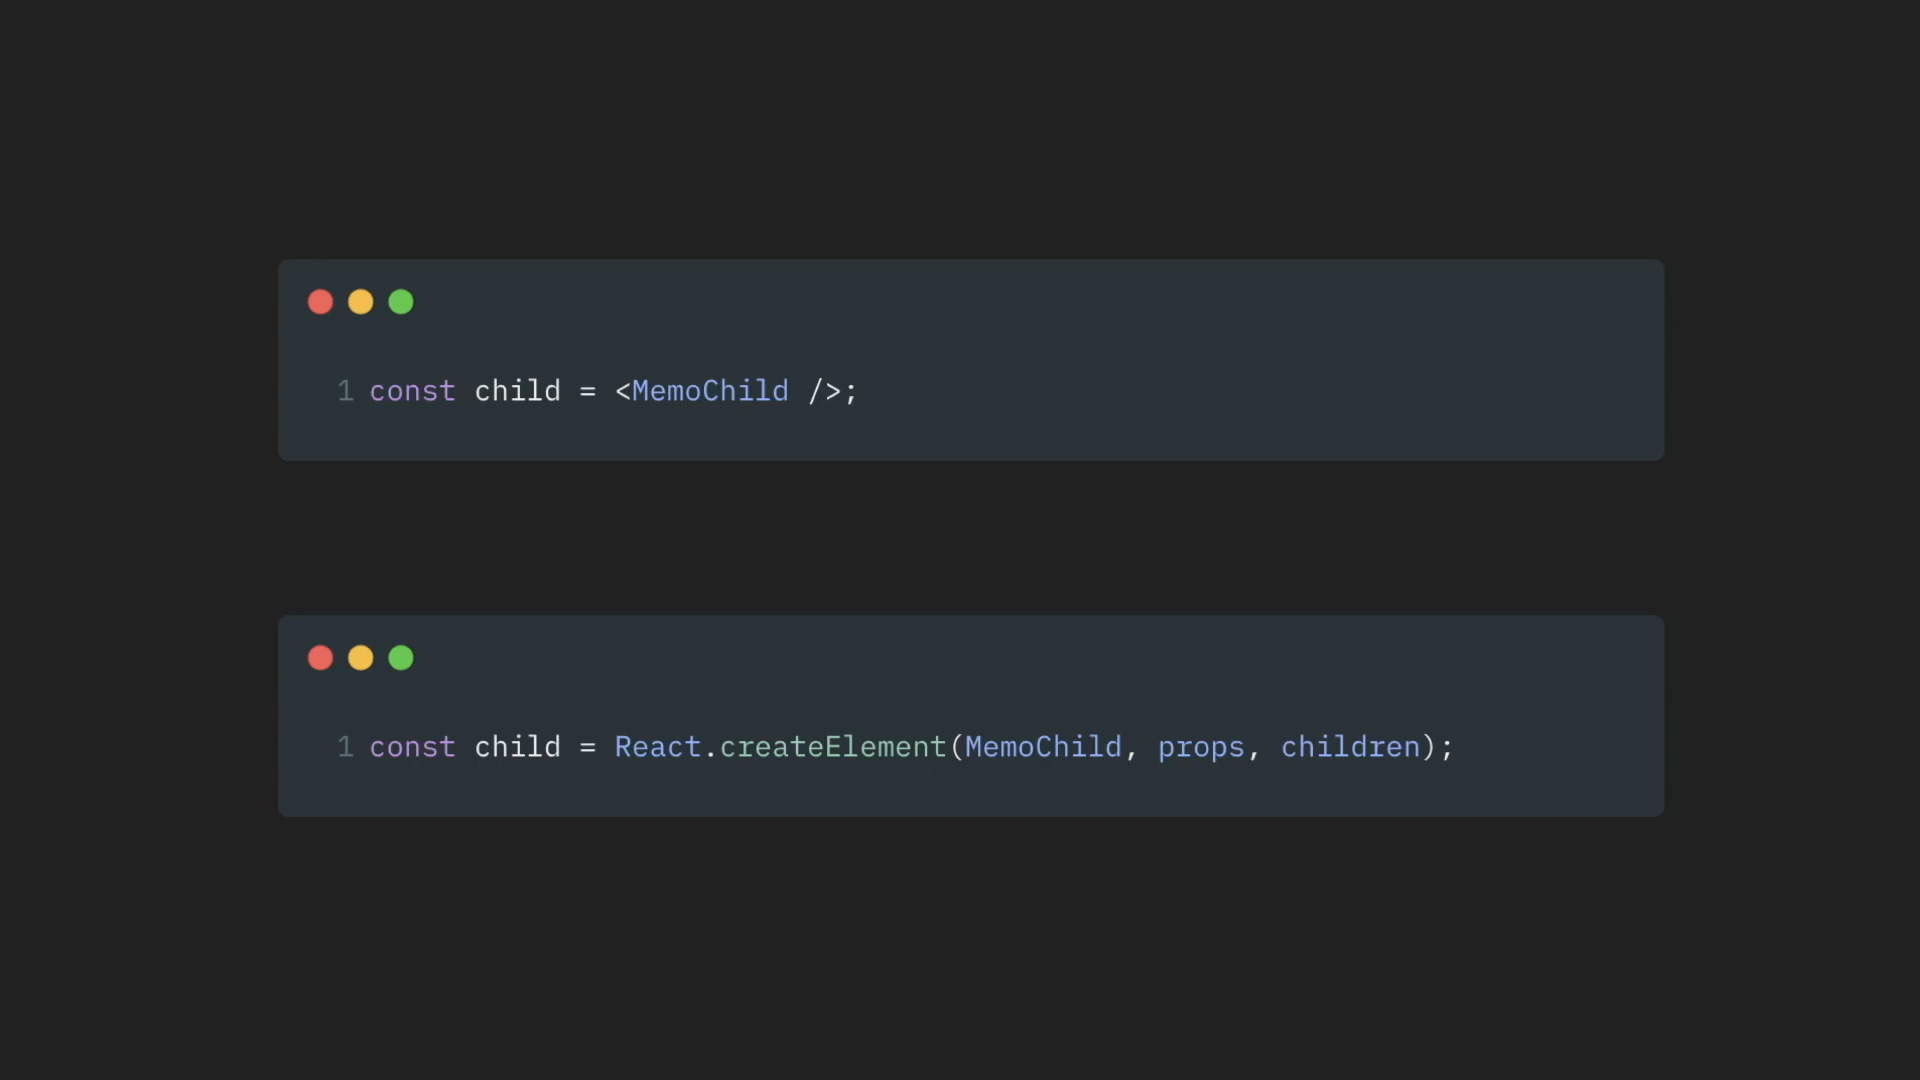 1 const child = <MemoChild />;
1 const child = React.createElement(MemoChild, props, children);